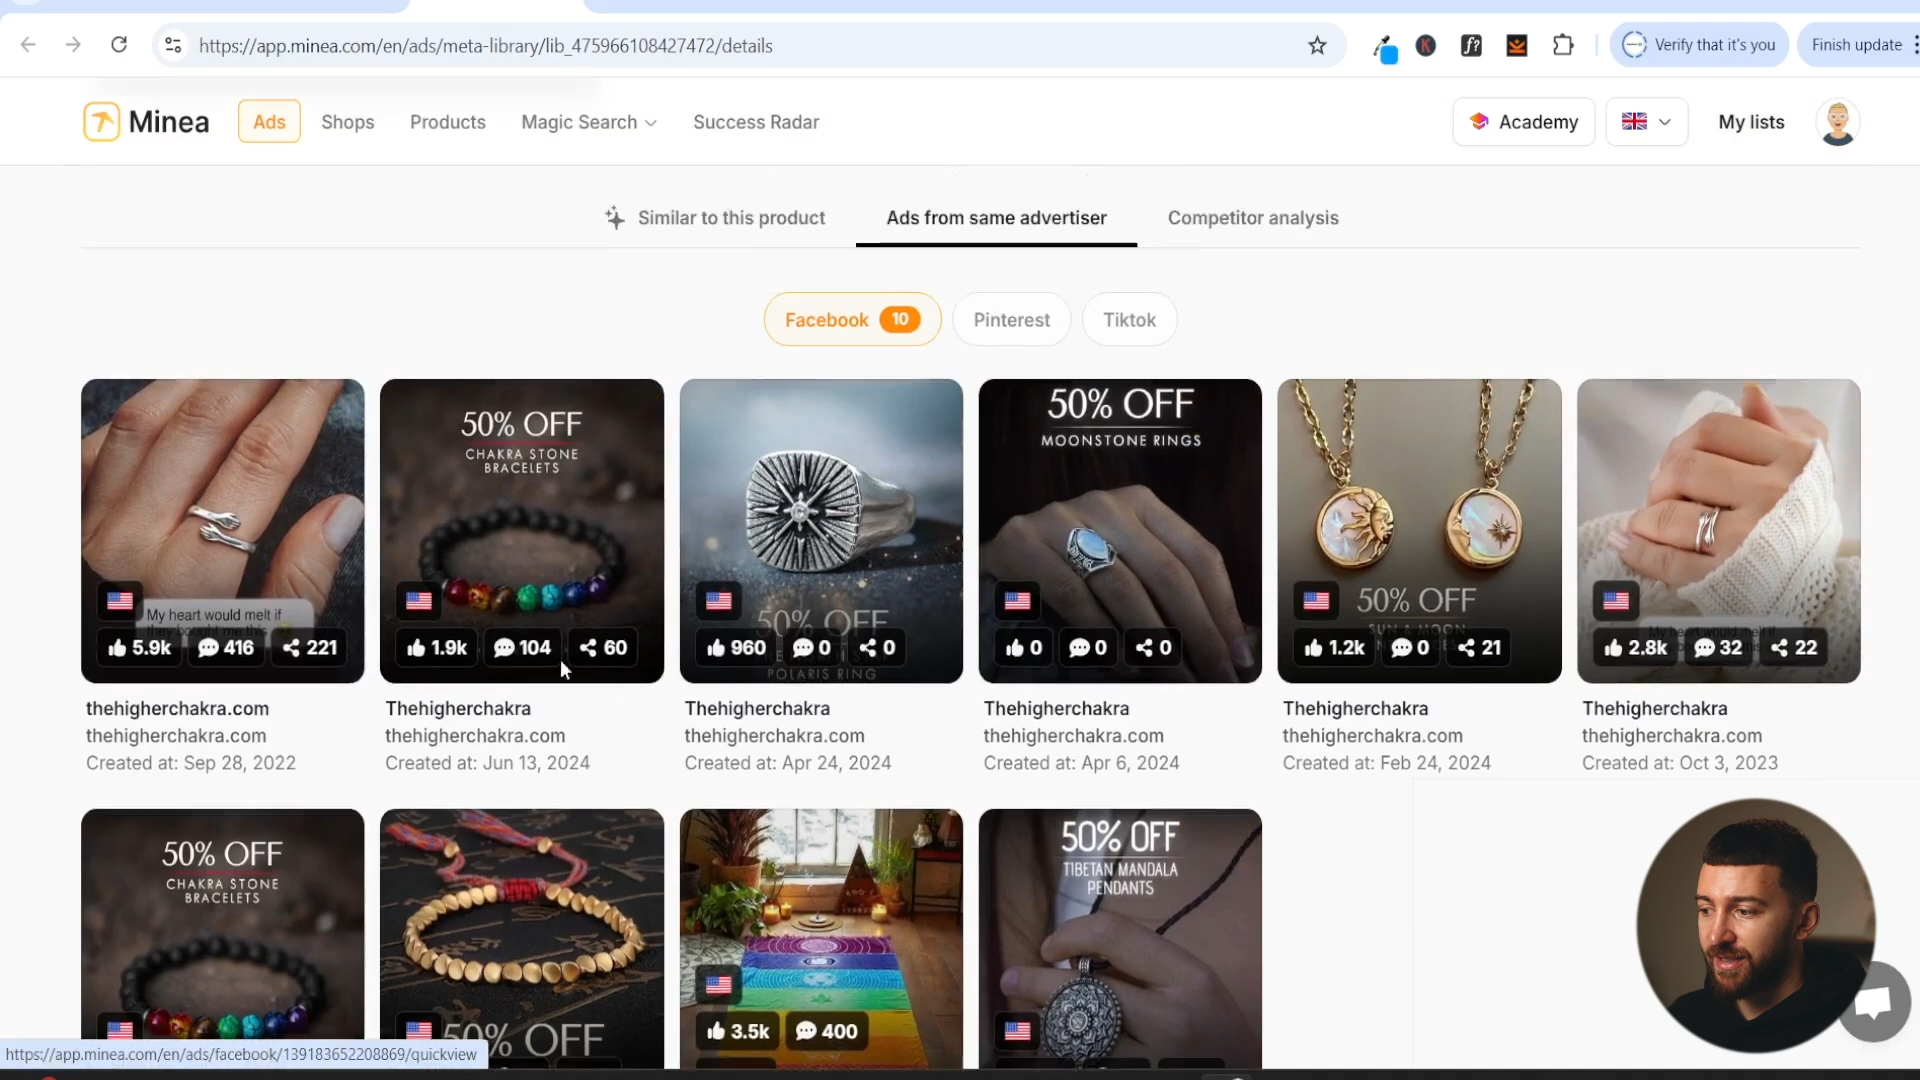 https://app.minea.com/en/ads/meta-library/lib_475966108427472/details
Verify that it's you
Finish update
Minea
Ads
Shops
Products
Magic Search
Success Radar
Academy
My lists
Similar to this product
Ads from same advertiser
Competitor analysis
Facebook 10
Pinterest
Tiktok
My heart would melt if
5.9k 416 221
thehigherchakra.com
thehigherchakra.com
Created at: Sep 28, 2022
50% OFF
CHAKRA STONE
BRACELETS
1.9k 104 60
Thehigherchakra
thehigherchakra.com
Created at: Jun 13, 2024
50% OFF
960 0 0
POLARIS RING
Thehigherchakra
thehigherchakra.com
Created at: Apr 24, 2024
50% OFF
MOONSTONE RINGS
0 0 0
Thehigherchakra
thehigherchakra.com
Created at: Apr 6, 2024
50% OFF
SUN & MOON
1.2k 0 21
Thehigherchakra
thehigherchakra.com
Created at: Feb 24, 2024
2.8k 32 22
Thehigherchakra
thehigherchakra.com
Created at: Oct 3, 2023
50% OFF
CHAKRA STONE
BRACELETS
50% OFF
3.5k 400
50% OFF
TIBETAN MANDALA
PENDANTS
https://app.minea.com/en/ads/facebook/139183652208869/quickview